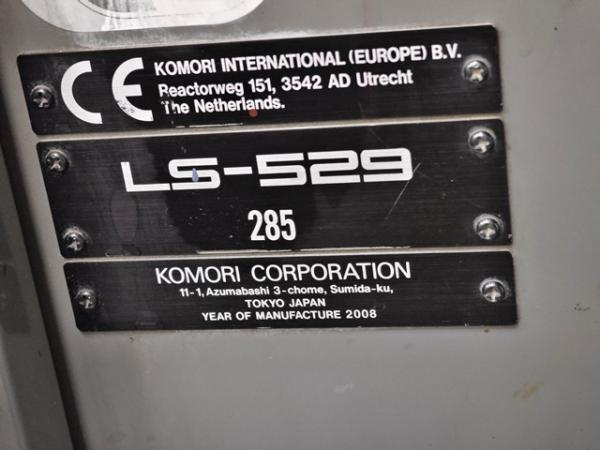 CE
KOMORI INTERNATIONAL (EUROPE) B.V.
Reactorweg 151, 3542 AD Utrecht
The Netherlands.
LS-529
285
KOMORI CORPORATION
11-1, Azumabashi 3-chome, Sumida-ku,
TOKYO JAPAN
YEAR OF MANUFACTURE 2008